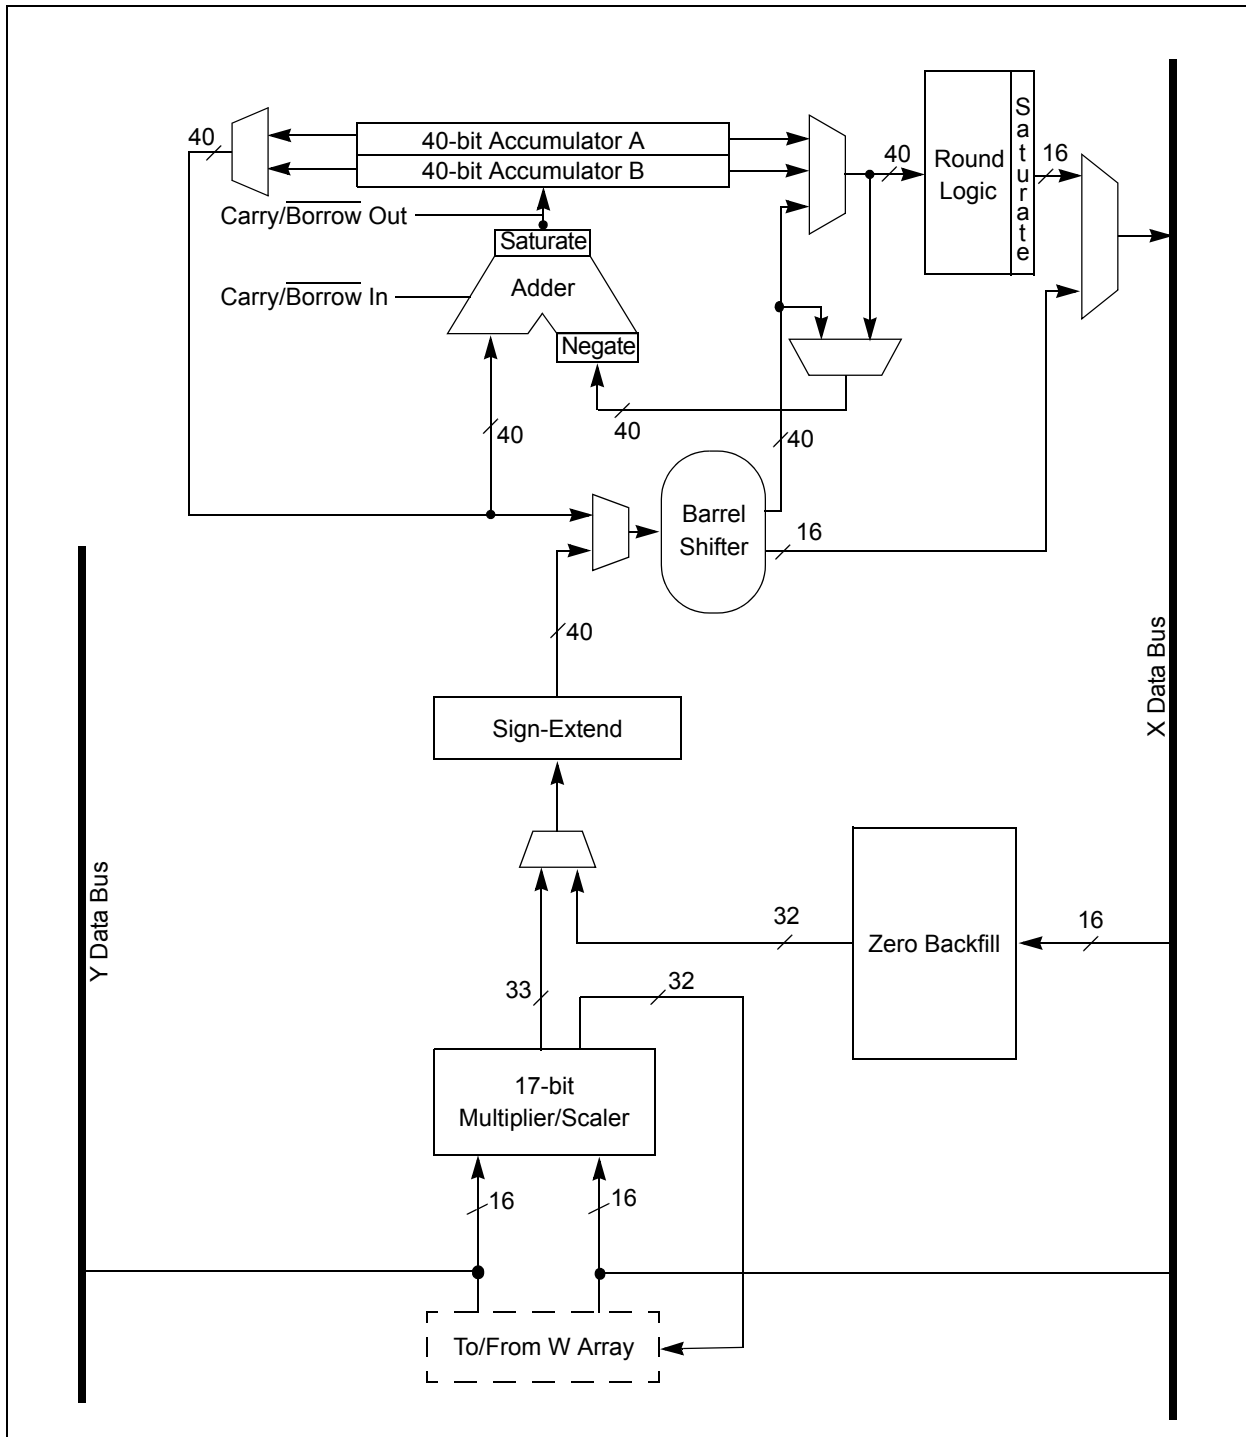 40
40-bit Accumulator A
40-bit Accumulator B
Carry/Borrow Out
Saturate
Carry/Borrow In
Adder
Negate
40
Round
Logic
Saturate
16
40
40
40
Barrel
Shifter
16
40
Sign-Extend
X Data Bus
Y Data Bus
32
Zero Backfill
16
33
32
17-bit
Multiplier/Scaler
16
16
To/From W Array